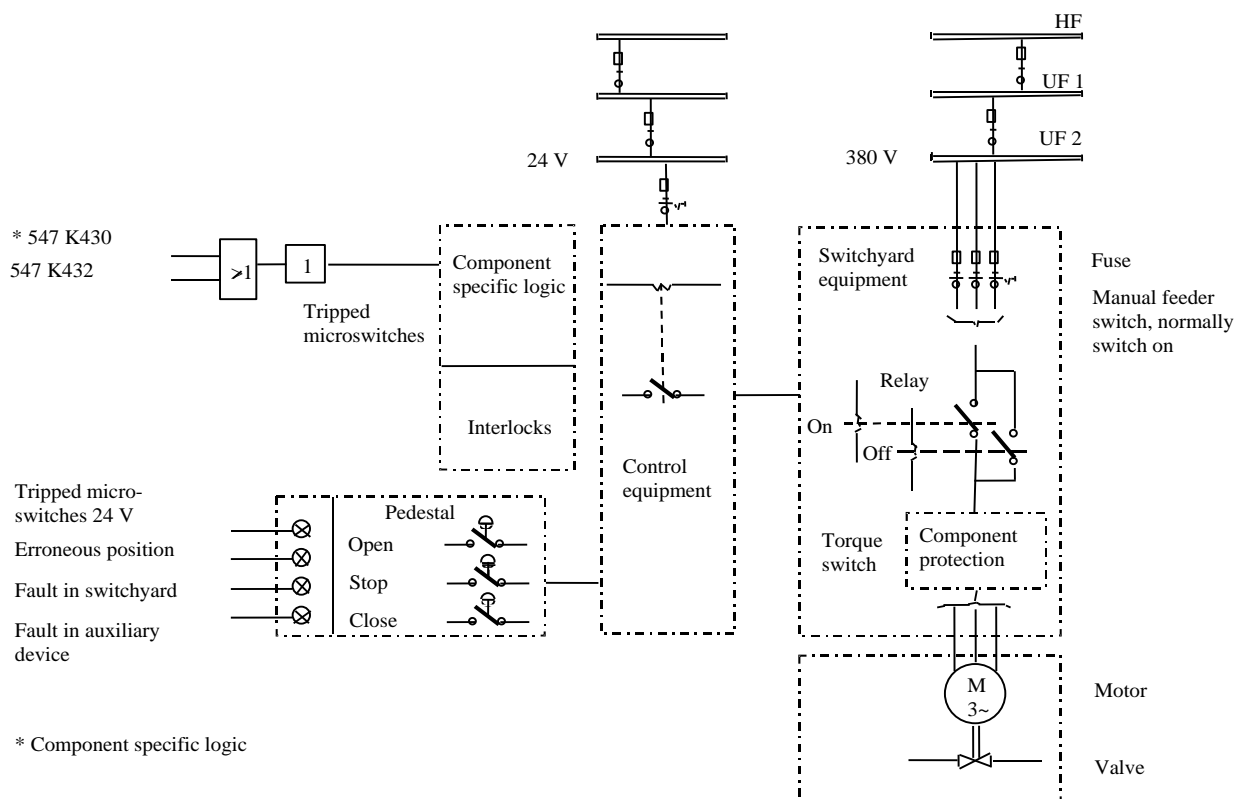 HF
UF 1
UF 2
24 V
380 V
* 547 K430
547 K432
>1
1
Tripped
microswitches
Component
specific logic
Interlocks
Control
equipment
Switchyard
equipment
Fuse
Manual feeder
switch, normally
switch on
Relay
On
Off
Torque
switch
Component
protection
Tripped micro-
switches 24 V
Erroneous position
Fault in switchyard
Fault in auxiliary
device
Pedestal
Open
Stop
Close
M
3~
Motor
Valve
* Component specific logic